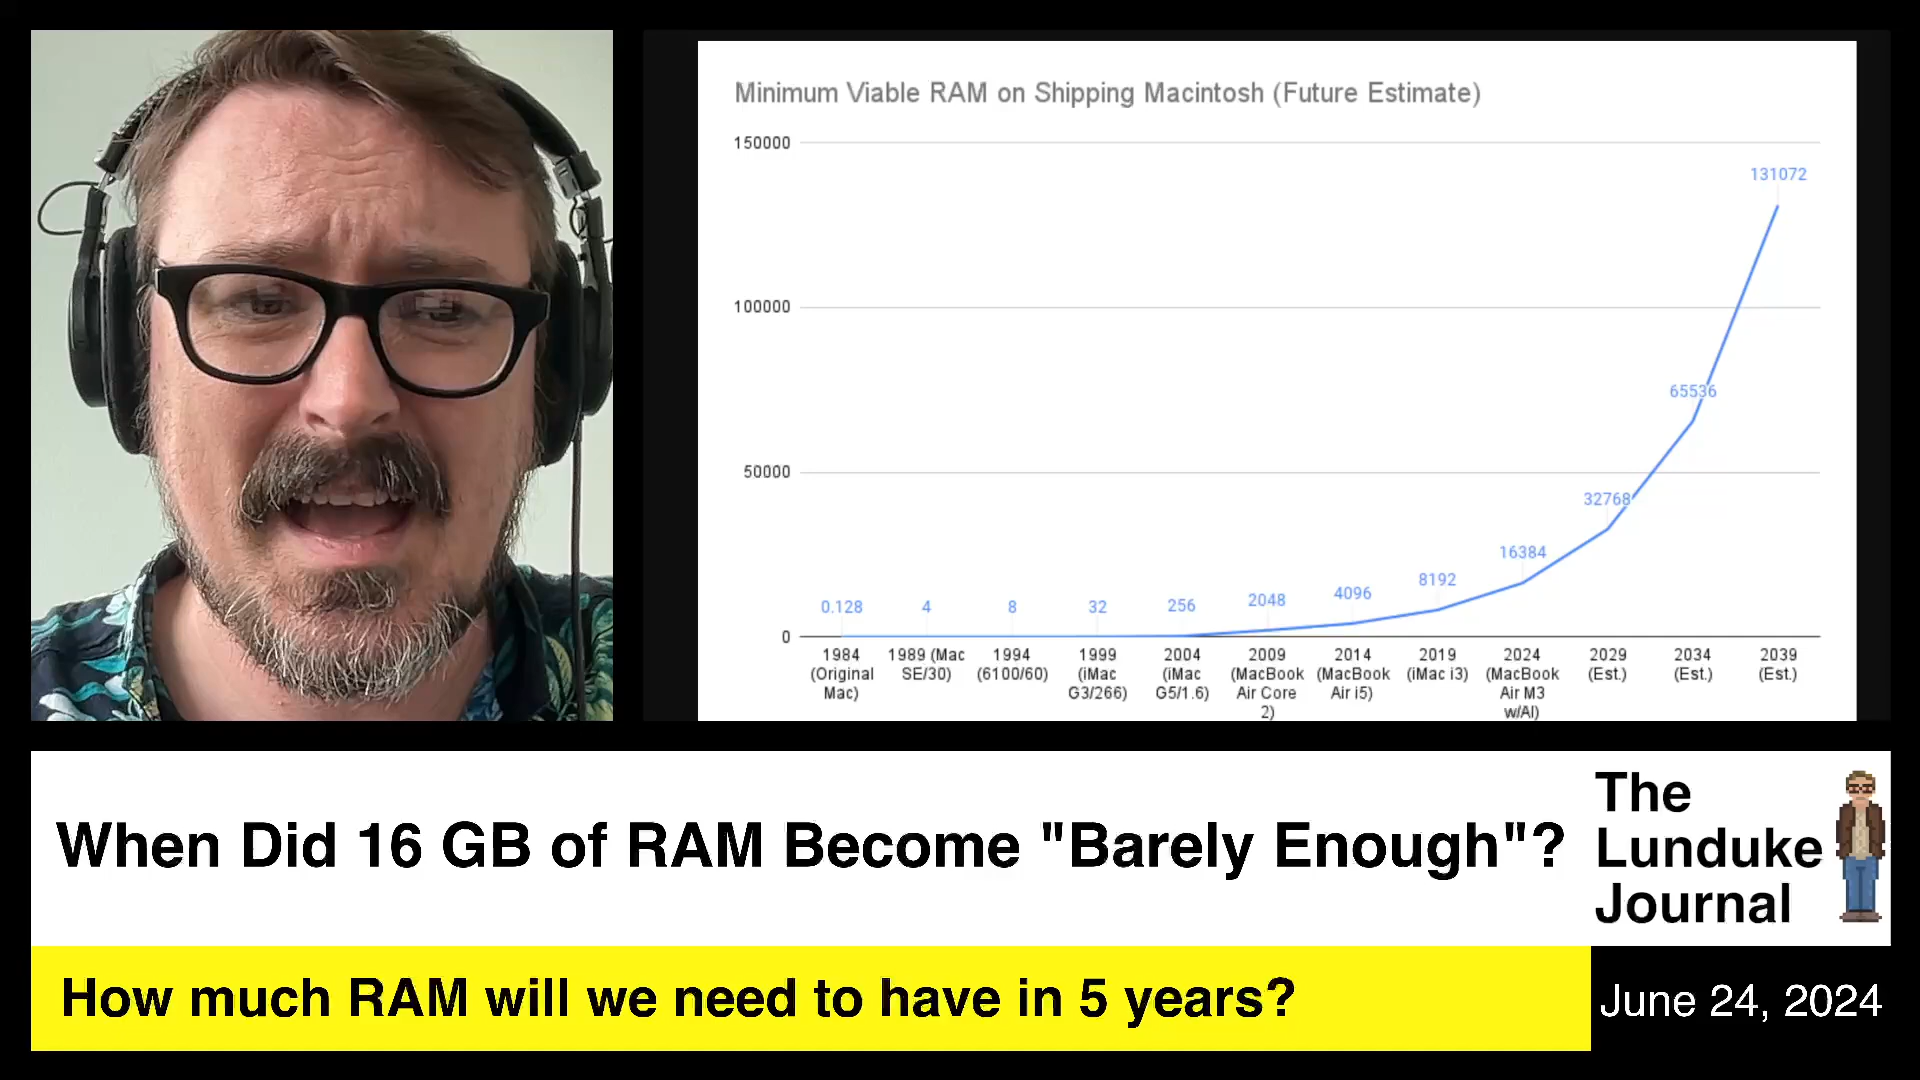 Minimum Viable RAM on Shipping Macintosh (Future Estimate)
150000
100000
50000
0
0.128
4
8
32
256
2048
4096
8192
16384
32768
65536
131072
1984
(Original
Mac)
1989 (Mac
SE/30)
1994
(6100/60)
1999
(iMac
G3/266)
2004
(iMac
G5/1.6)
2009
(MacBook
Air Core
2)
2014
(MacBook
Air i5)
2019
(iMac i3)
2024
(MacBook
Air M3
w/AI)
2029
(Est.)
2034
(Est.)
2039
(Est.)
When Did 16 GB of RAM Become "Barely Enough"?
The
Lunduke
Journal
How much RAM will we need to have in 5 years?
June 24, 2024